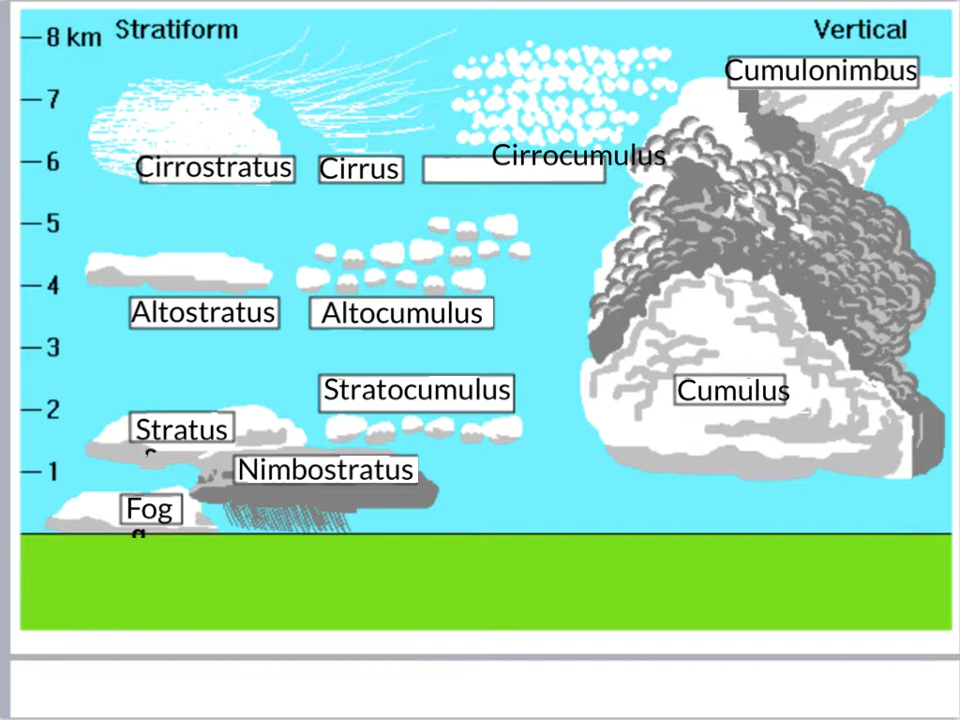 8 km Stratiform Vertical
Cumulonimbus
7
6
Cirrostratus Cirrus Cirrocumulus
5
4
Altostratus Altocumulus
3
Stratocumulus
Cumulus
2
Stratus
1
Nimbostratus
Fog